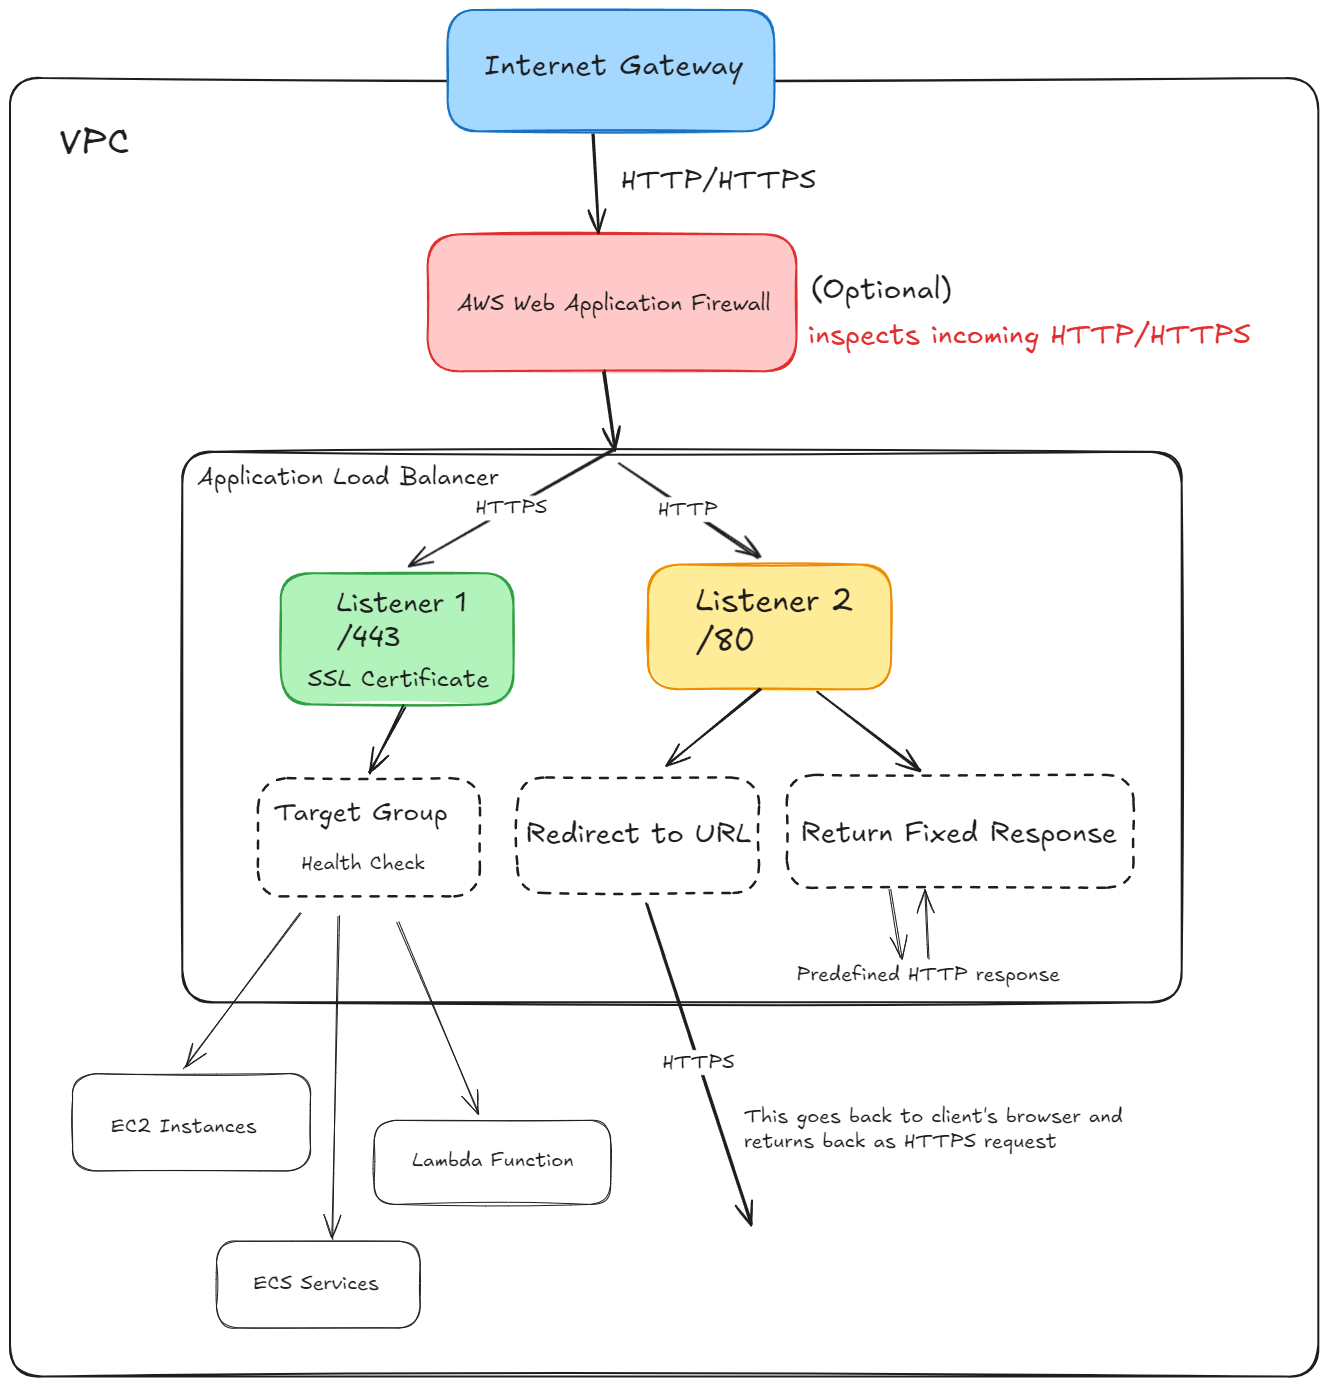 Internet Gateway
VPC
HTTP/HTTPS
AWS Web Application Firewall
(Optional)
inspects incoming HTTP/HTTPS
Application Load Balancer
HTTPS
HTTP
Listener 1
/443
SSL Certificate
Listener 2
/80
Target Group
Health Check
Redirect to URL
Return Fixed Response
Predefined HTTP response
HTTPS
This goes back to client's browser and
returns back as HTTPS request
EC2 Instances
Lambda Function
ECS Services